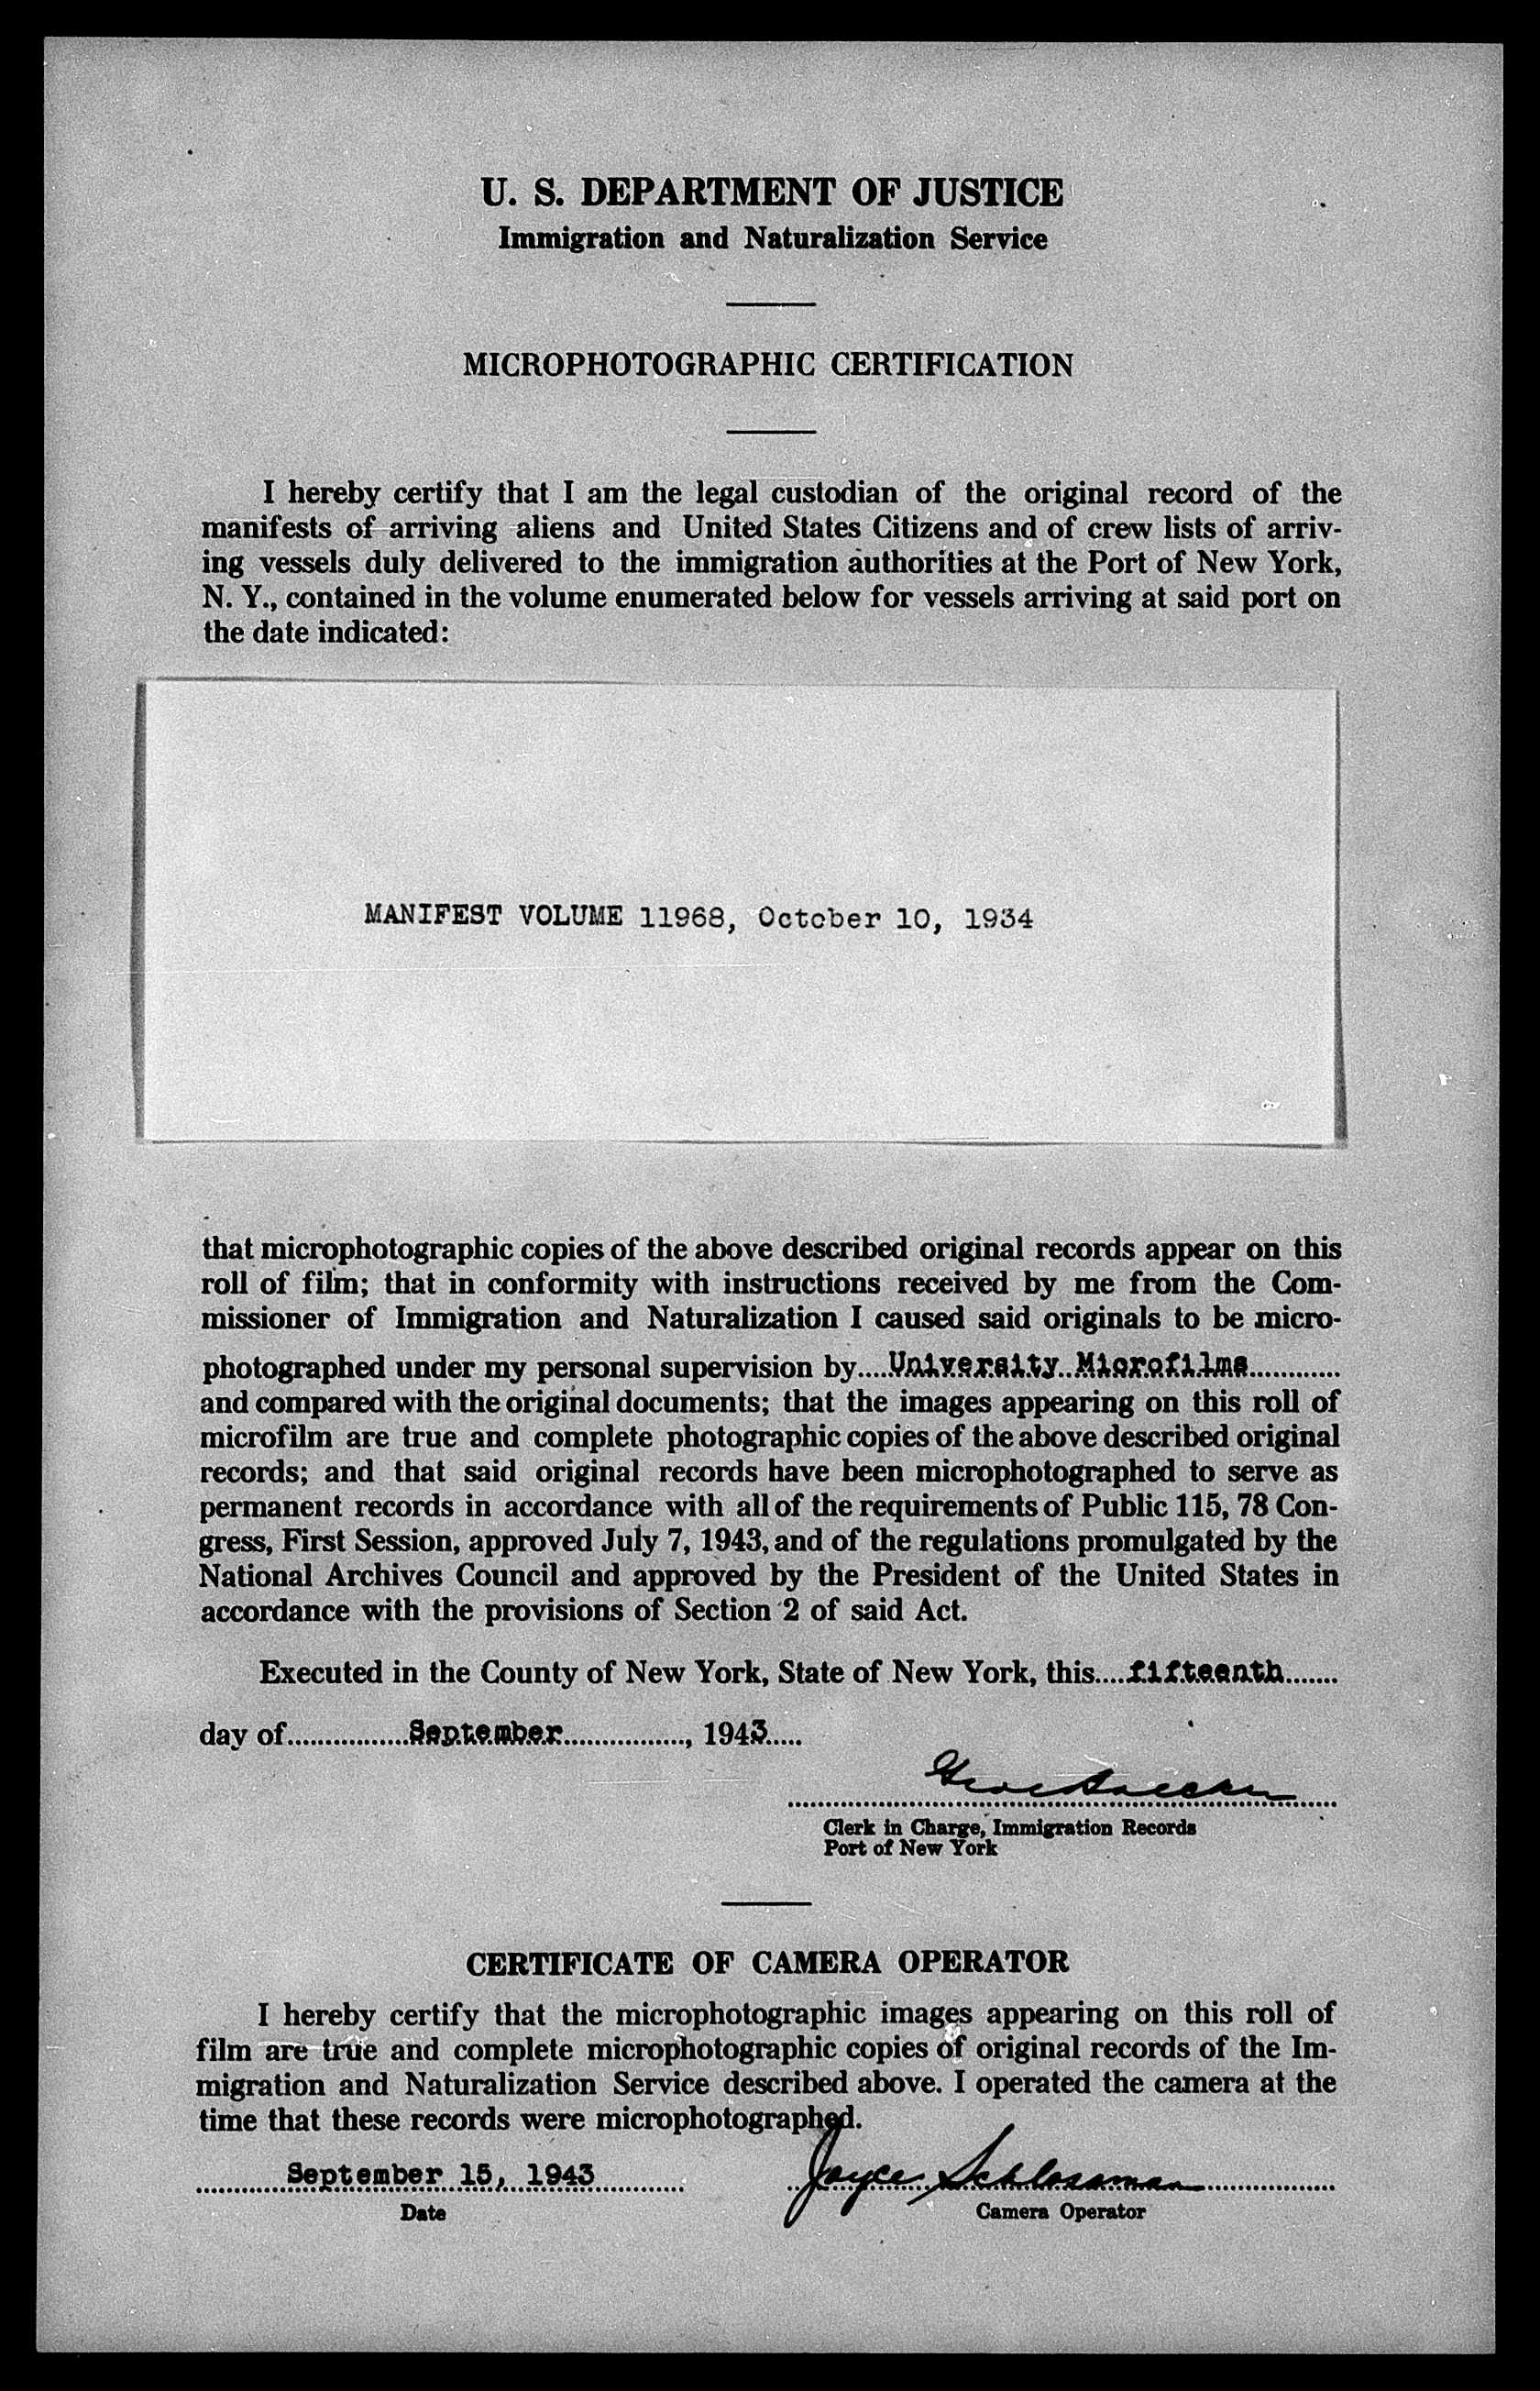 U. S. DEPARTMENT OF JUSTICE
Immigration and Naturalization Service
MICROPHOTOGRAPHIC CERTIFICATION
I hereby certify that I am the legal custodian of the original record of the
manifests of arriving aliens and United States Citizens and of crew lists of arriv-
ing vessels duly delivered to the immigration authorities at the Port of New York,
N. Y., contained in the volume enumerated below for vessels arriving at said port on
the date indicated:
MANIFEST VOLUME 11968, October 10, 1934
that microphotographic copies of the above described original records appear on this
roll of film; that in conformity with instructions received by me from the Com-
missioner of Immigration and Naturalization I caused said originals to be micro-
photographed under my personal supervision by....University Microfilms............
and compared with the original documents; that the images appearing on this roll of
microfilm are true and complete photographic copies of the above described original
records; and that said original records have been microphotographed to serve as
permanent records in accordance with all of the requirements of Public 115, 78 Con-
gress, First Session, approved July 7, 1943, and of the regulations promulgated by the
National Archives Council and approved by the President of the United States in
accordance with the provisions of Section 2 of said Act.
Executed in the County of New York, State of New York, this....fifteenth.......
day of................September................, 1943.....
Clerk in Charge, Immigration Records
Port of New York
CERTIFICATE OF CAMERA OPERATOR
I hereby certify that the microphotographic images appearing on this roll of
film are true and complete microphotographic copies of original records of the Im-
migration and Naturalization Service described above. I operated the camera at the
time that these records were microphotographed.
September 15, 1943 Joyce Schlossman
Date Camera Operator